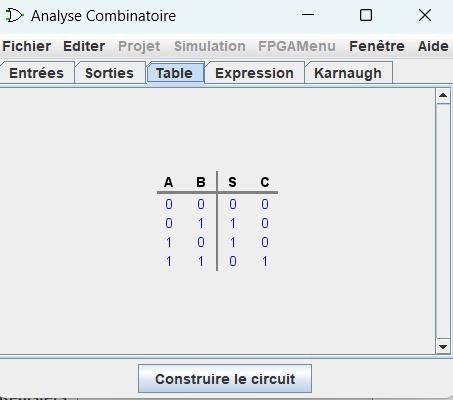 Analyse Combinatoire
Fichier Editer Projet Simulation FPGAMenu Fenêtre Aide
Entrées Sorties Table Expression Karnaugh
A B S C
0 0 0 0
0 1 1 0
1 0 1 0
1 1 0 1
Construire le circuit